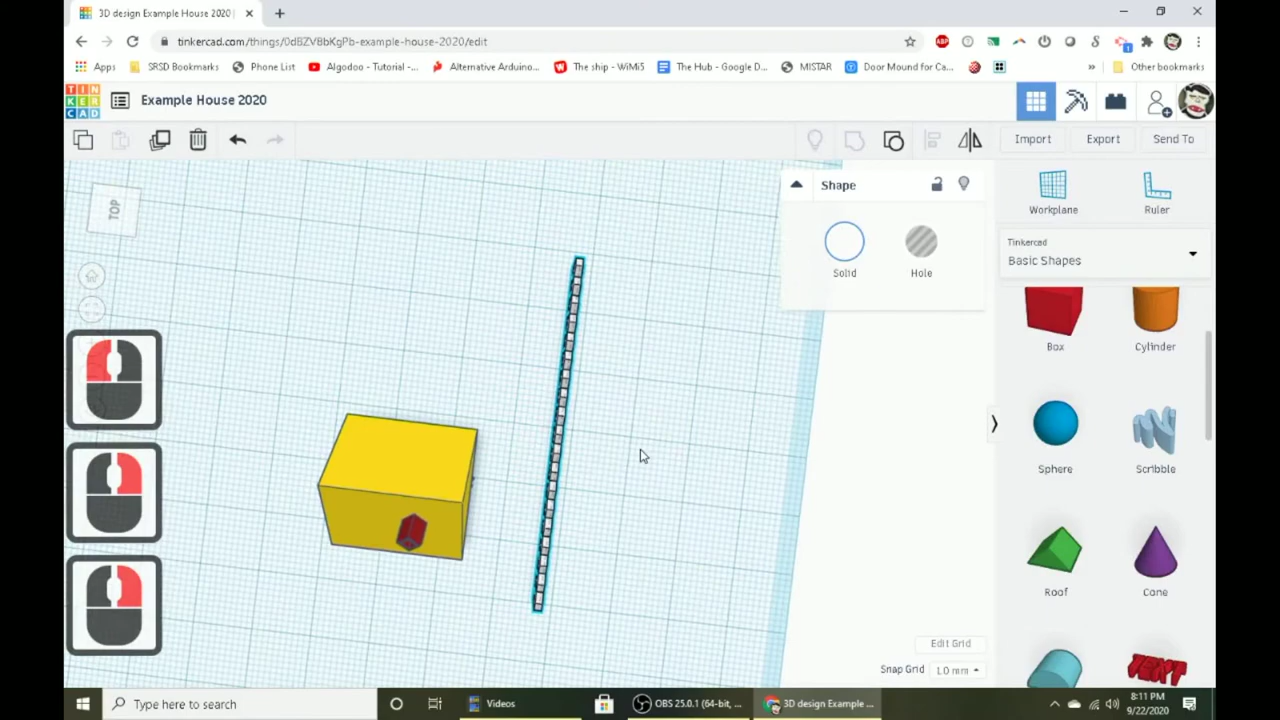 3D design Example House 2020 |
tinkercad.com/things/0dBZV8bKgPb-example-house-2020/edit
Apps SRSD Bookmarks Phone List Algodoo - Tutorial -... Alternative Arduino... The ship - WiMi5 The Hub - Google D... MISTAR Door Mound for Ca... » Other bookmarks
TIN
KER
CAD
Example House 2020
Import Export Send To
TOP
Shape
Solid Hole
Workplane Ruler
Tinkercad
Basic Shapes
Box Cylinder
Sphere Scribble
Roof Cone
TEXT
Edit Grid
Snap Grid 1.0 mm
Type here to search
Videos
OBS 25.0.1 (64-bit, ...
3D design Example ...
8:11 PM
9/22/2020